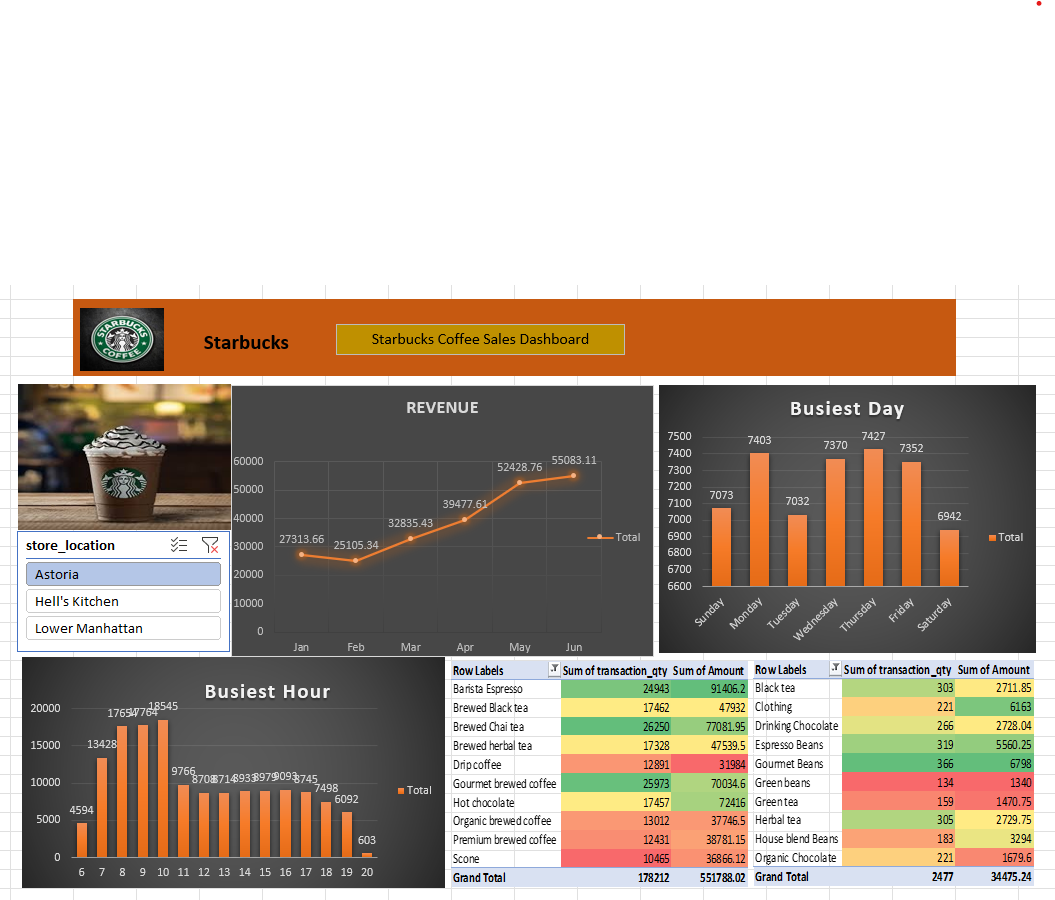 STARBUCKS
COFFEE
Starbucks
Starbucks Coffee Sales Dashboard
REVENUE
60000
50000
40000
30000
20000
10000
0
27313.66
25105.34
32835.43
39477.61
52428.76
55083.11
Total
Jan Feb Mar Apr May Jun
Busiest Day
7500
7400
7300
7200
7100
7000
6900
6800
6700
6600
7073
7403
7032
7370
7427
7352
6942
Total
Sunday Monday Tuesday Wednesday Thursday Friday Saturday
store_location
Astoria
Hell's Kitchen
Lower Manhattan
Busiest Hour
20000
15000
10000
5000
0
4594
13428
17654
17764
18545
9766
8708
8714
8933
8979
9093
8745
7498
6092
603
Total
6 7 8 9 10 11 12 13 14 15 16 17 18 19 20
Row Labels Sum of transaction_qty Sum of Amount
Barista Espresso 24943 91406.2
Brewed Black tea 17462 47932
Brewed Chai tea 26250 77081.95
Brewed herbal tea 17328 47539.5
Drip coffee 12891 31984
Gourmet brewed coffee 25973 70034.6
Hot chocolate 17457 72416
Organic brewed coffee 13012 37746.5
Premium brewed coffee 12431 38781.15
Scone 10465 36866.12
Grand Total 178212 551788.02
Row Labels Sum of transaction_qty Sum of Amount
Black tea 303 2711.85
Clothing 221 6163
Drinking Chocolate 266 2728.04
Espresso Beans 319 5560.25
Gourmet Beans 366 6798
Green beans 134 1340
Green tea 159 1470.75
Herbal tea 305 2729.75
House blend Beans 183 3294
Organic Chocolate 221 1679.6
Grand Total 2477 34475.24